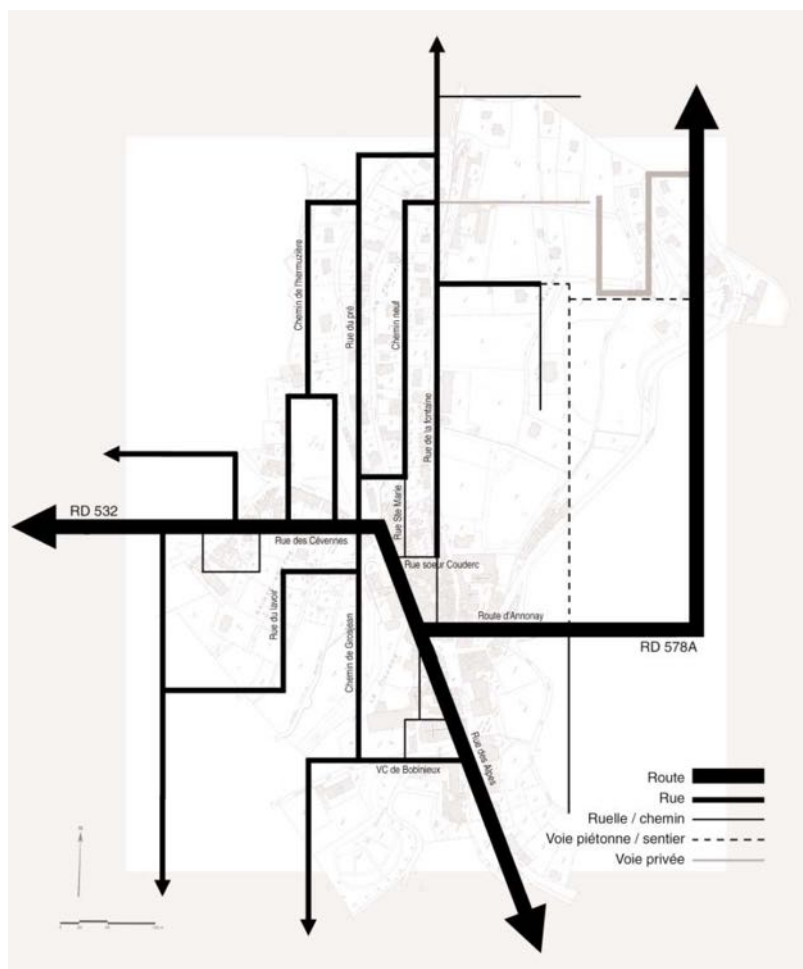 Chemin de l'hermuzière
Rue du pré
Chemin neuf
Rue de la fontaine
RD 532
Rue des Cévennes
Rue Ste Marie
Rue soeur Couderc
Rue du lavoir
Chemin de Grosjean
Route d'Annonay
RD 578A
VC de Bobinieux
Rue des Alpes
Route
Rue
Ruelle / chemin
Voie piétonne / sentier
Voie privée
N